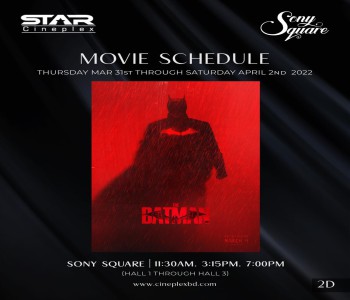 STAR
Cineplex
Sony
Square
MOVIE SCHEDULE
THURSDAY MAR 31ST THROUGH SATURDAY APRIL 2ND 2022
THE
BATMAN
SONY SQUARE | 11:30AM. 3:15PM. 7:00PM
(HALL 1 THROUGH HALL 3)
www.cineplexbd.com
2D